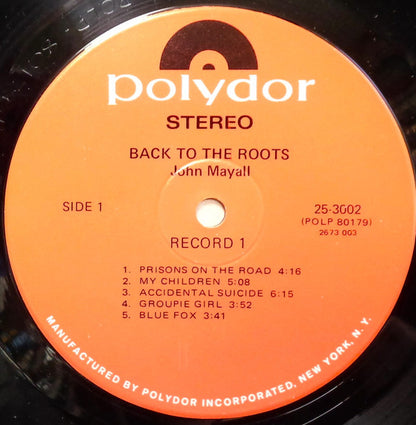 polydor
STEREO
BACK TO THE ROOTS
John Mayall
SIDE 1
25-3002
(POLP 80179)
2673 003
RECORD 1
1. PRISONS ON THE ROAD 4:16
2. MY CHILDREN 5:08
3. ACCIDENTAL SUICIDE 6:15
4. GROUPIE GIRL 3:52
5. BLUE FOX 3:41
MANUFACTURED BY POLYDOR INCORPORATED, NEW YORK, N.Y.